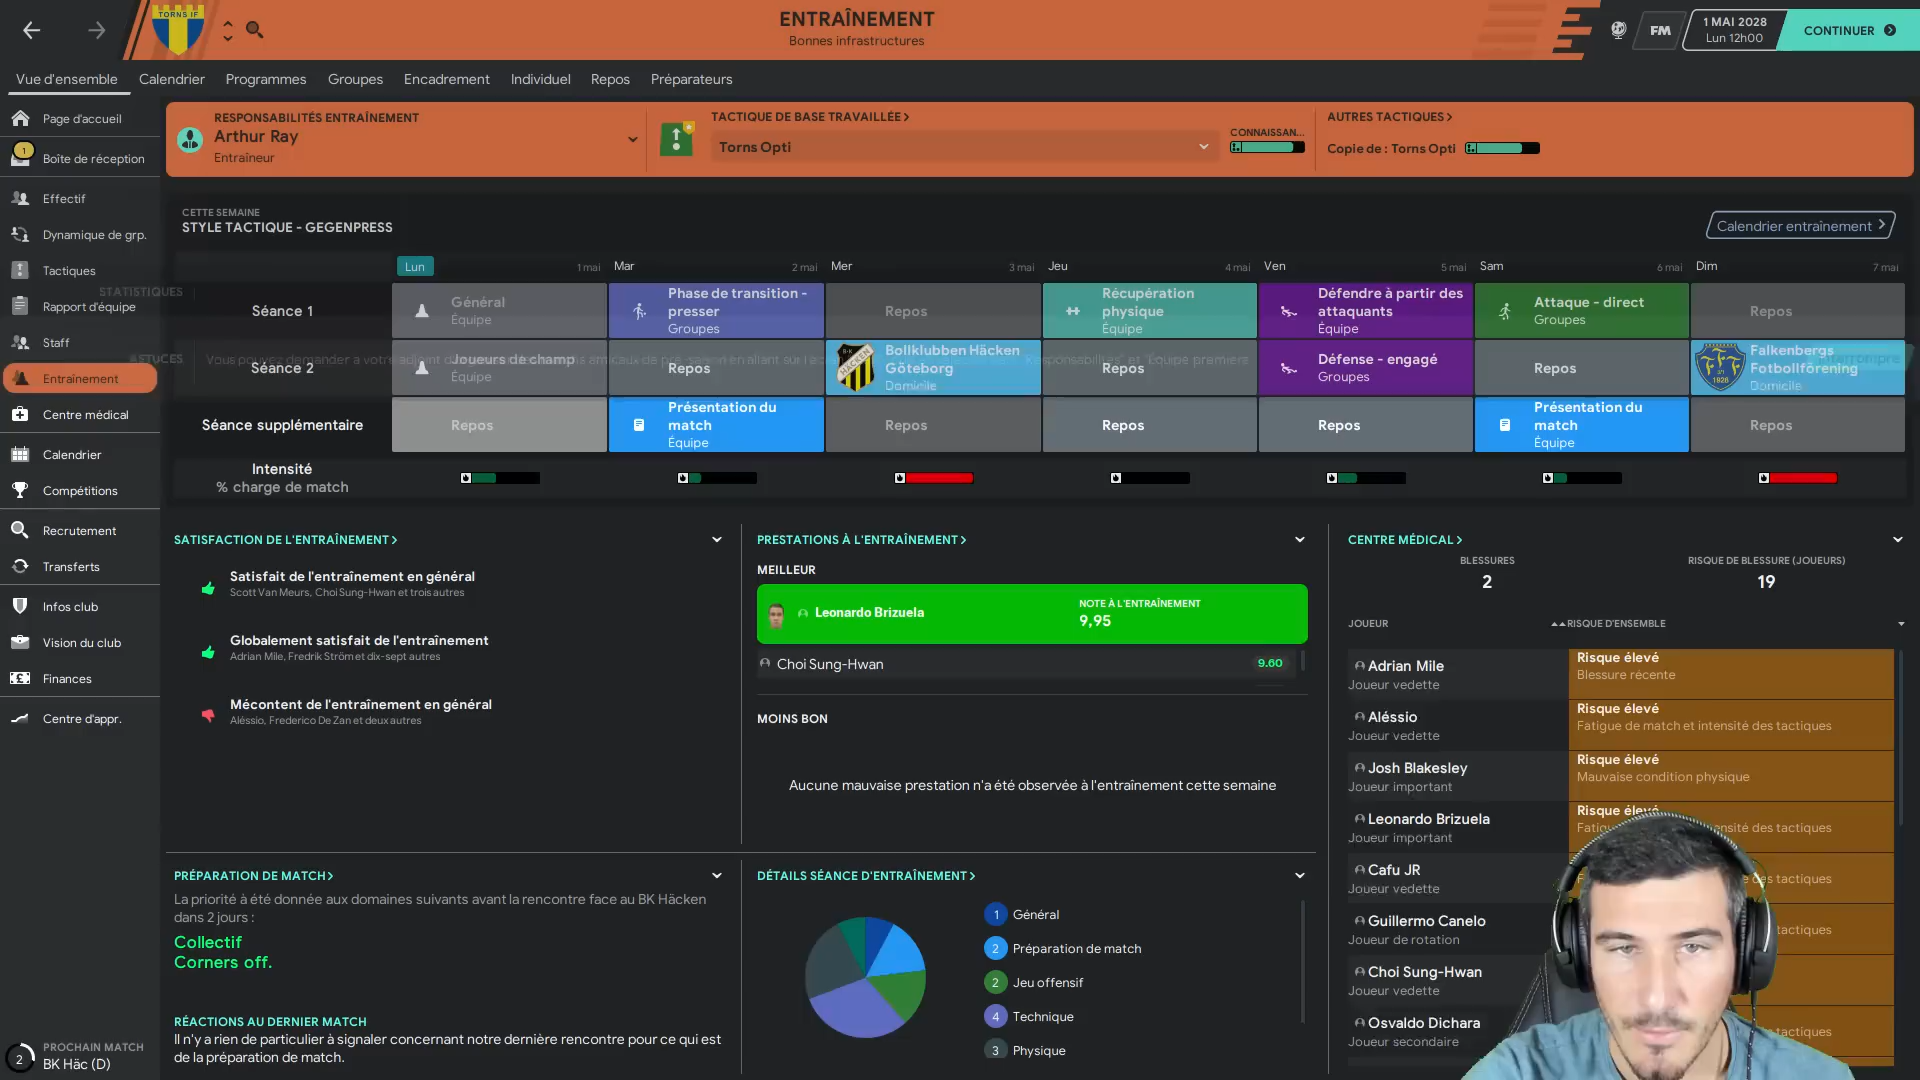 TORNS IF
ENTRAÎNEMENT
Bonnes infrastructures
FM
1 MAI 2028
Lun 12h00
CONTINUER
Vue d'ensemble
Calendrier
Programmes
Groupes
Encadrement
Individuel
Repos
Préparateurs
Page d'accueil
1
Boîte de réception
Effectif
Dynamique de grp.
Tactiques
STATISTIQUES
Rapport d'équipe
Staff
ASTUCES
Entraînement
Centre médical
Calendrier
Compétitions
Recrutement
Transferts
Infos club
Vision du club
Finances
Centre d'appr.
2
PROCHAIN MATCH
BK Häc (D)
RESPONSABILITÉS ENTRAÎNEMENT
Arthur Ray
Entraîneur
TACTIQUE DE BASE TRAVAILLÉE >
Torns Opti
CONNAISSAN...
AUTRES TACTIQUES >
Copie de : Torns Opti
CETTE SEMAINE
STYLE TACTIQUE - GEGENPRESS
Calendrier entraînement >
Lun 1 mai
Mar 2 mai
Mer 3 mai
Jeu 4 mai
Ven 5 mai
Sam 6 mai
Dim 7 mai
Séance 1
Général
Équipe
Phase de transition -
presser
Groupes
Repos
Récupération
physique
Équipe
Défendre à partir des
attaquants
Équipe
Attaque - direct
Groupes
Repos
Séance 2
Joueurs de champ
Équipe
Repos
Bollklubben Häcken
Göteborg
Domicile
Repos
Défense - engagé
Groupes
Repos
Falkenbergs
Fotbollförening
Domicile
Séance supplémentaire
Repos
Présentation du
match
Équipe
Repos
Repos
Repos
Présentation du
match
Équipe
Repos
Intensité
% charge de match
SATISFACTION DE L'ENTRAÎNEMENT >
Satisfait de l'entraînement en général
Scott Van Meurs, Choi Sung-Hwan et trois autres
Globalement satisfait de l'entraînement
Adrian Mile, Fredrik Ström et dix-sept autres
Mécontent de l'entraînement en général
Aléssio, Frederico De Zan et deux autres
PRESTATIONS À L'ENTRAÎNEMENT >
MEILLEUR
Leonardo Brizuela
NOTE À L'ENTRAÎNEMENT
9,95
Choi Sung-Hwan
9.60
MOINS BON
Aucune mauvaise prestation n'a été observée à l'entraînement cette semaine
CENTRE MÉDICAL >
BLESSURES
2
RISQUE DE BLESSURE (JOUEURS)
19
JOUEUR
RISQUE D'ENSEMBLE
Adrian Mile
Joueur vedette
Risque élevé
Blessure récente
Aléssio
Joueur vedette
Risque élevé
Fatigue de match et intensité des tactiques
Josh Blakesley
Joueur important
Risque élevé
Mauvaise condition physique
Leonardo Brizuela
Joueur important
Risque élevé
Cafu JR
Joueur vedette
des tactiques
Guillermo Canelo
Joueur de rotation
tactiques
Choi Sung-Hwan
Joueur vedette
Osvaldo Dichara
Joueur secondaire
tactiques
PRÉPARATION DE MATCH >
La priorité a été donnée aux domaines suivants avant la rencontre face au BK Häcken
dans 2 jours :
Collectif
Corners off.
RÉACTIONS AU DERNIER MATCH
Il n'y a rien de particulier à signaler concernant notre dernière rencontre pour ce qui est
de la préparation de match.
DÉTAILS SÉANCE D'ENTRAÎNEMENT >
1 Général
2 Préparation de match
2 Jeu offensif
4 Technique
3 Physique